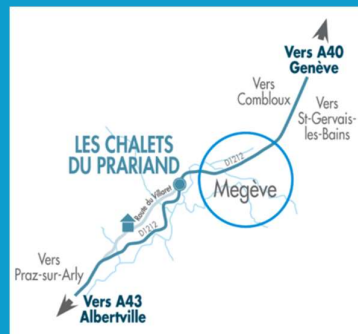 Vers A40
Genève
Vers
Combloux
Vers
St-Gervais-
les-Bains
LES CHALETS
DU PRARIAND
D1212
Megève
Route du Villaret
D1212
Vers
Praz-sur-Arly
Vers A43
Albertville